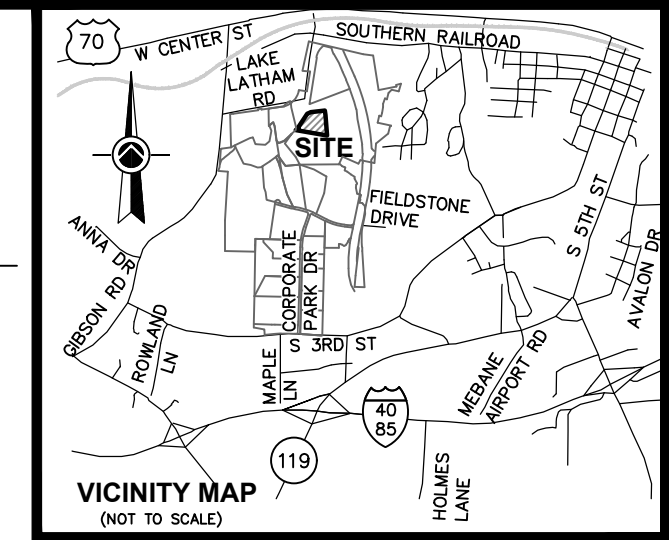 70
W CENTER ST
SOUTHERN RAILROAD
LAKE
LATHAM
RD
SITE
FIELDSTONE
DRIVE
S 5TH ST
AVALON DR
ANNA DR
GIBSON RD
ROWLAND
LN
CORPORATE
PARK DR
S 3RD ST
MAPLE
LN
MEBANE
AIRPORT RD
40
85
119
HOLMES
LANE
VICINITY MAP
(NOT TO SCALE)